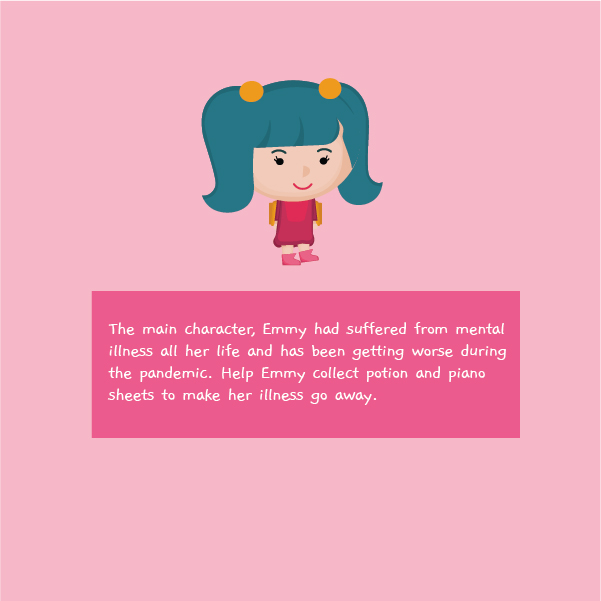 The main character, Emmy had suffered from mental
illness all her life and has been getting worse during
the pandemic. Help Emmy collect potion and piano
sheets to make her illness go away.